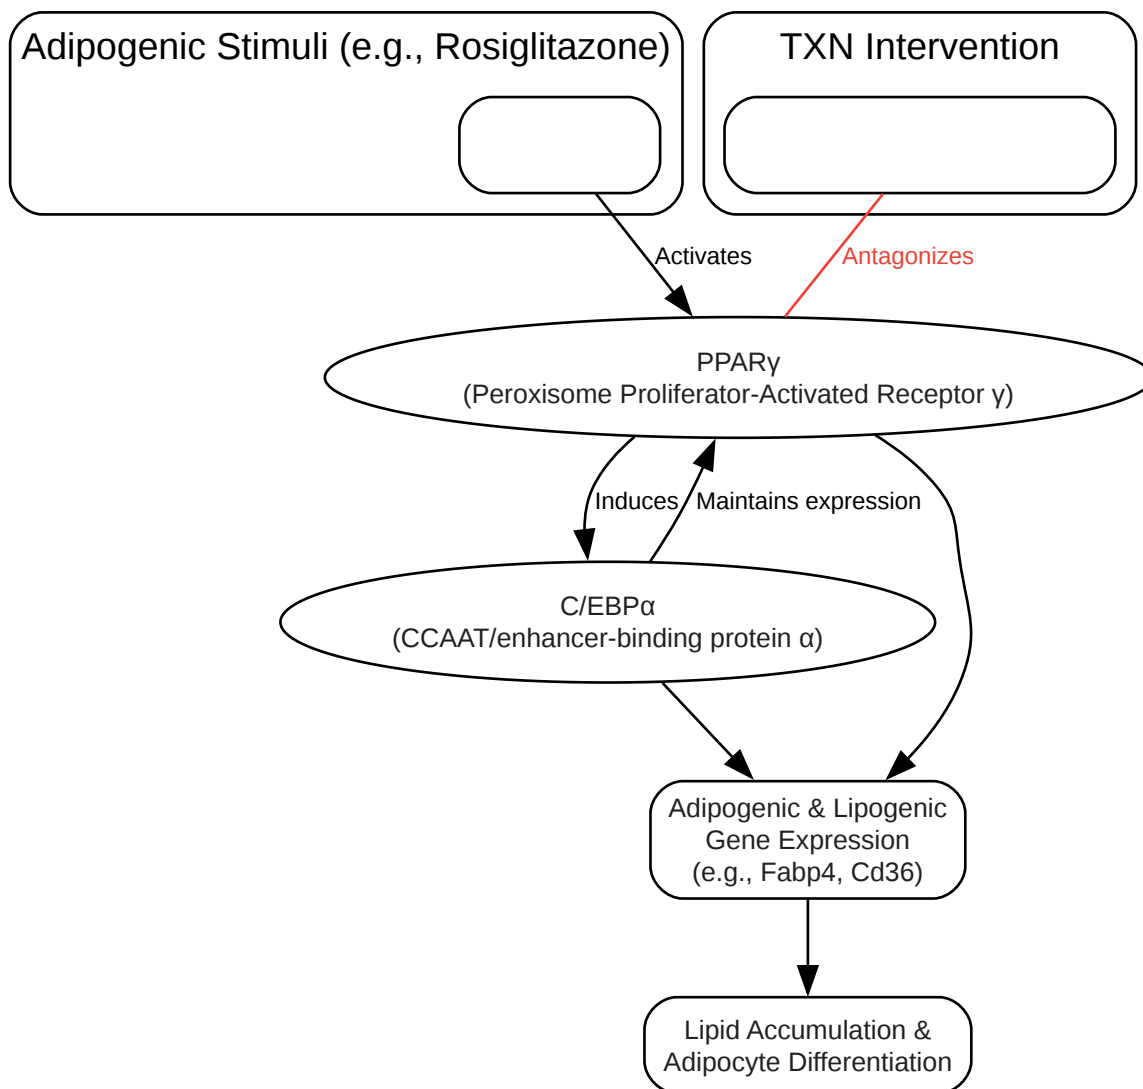 Adipogenic Stimuli (e.g., Rosiglitazone)
TXN Intervention
Activates
Antagonizes
PPARγ
(Peroxisome Proliferator-Activated Receptor γ)
Induces
Maintains expression
C/EBPα
(CCAAT/enhancer-binding protein α)
Adipogenic & Lipogenic
Gene Expression
(e.g., Fabp4, Cd36)
Lipid Accumulation &
Adipocyte Differentiation